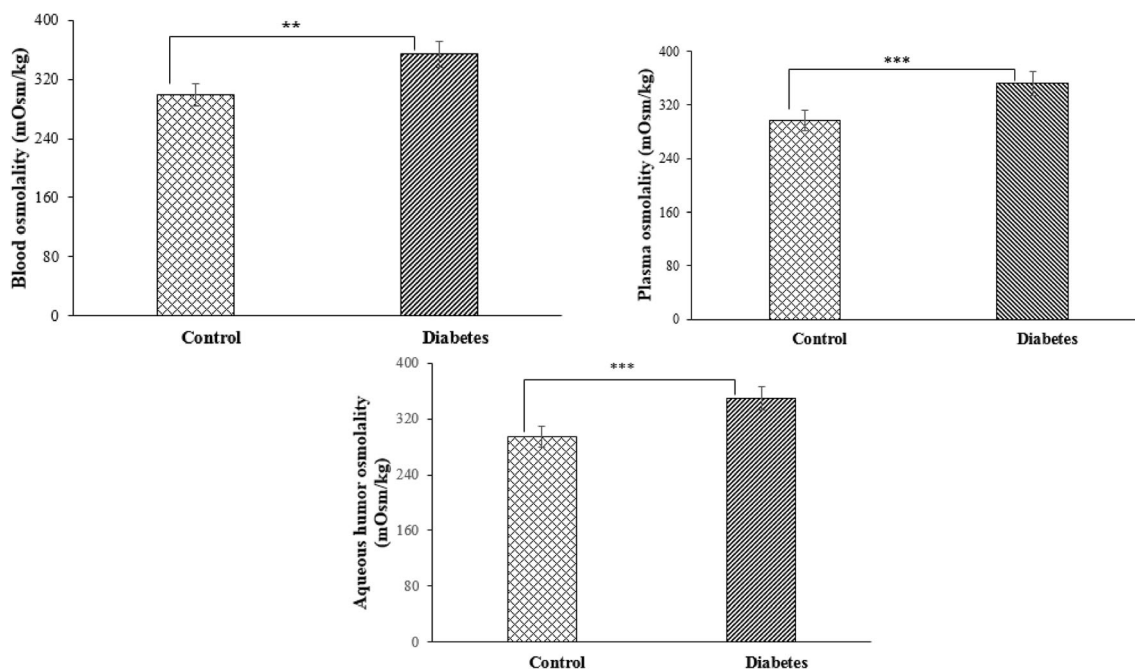 Blood osmolality (mOsm/kg)
400
320
240
160
80
0
**
Control
Diabetes
Plasma osmolality (mOsm/kg)
400
320
240
160
80
0
***
Control
Diabetes
Aqueous humor osmolality
(mOsm/kg)
400
320
240
160
80
0
***
Control
Diabetes